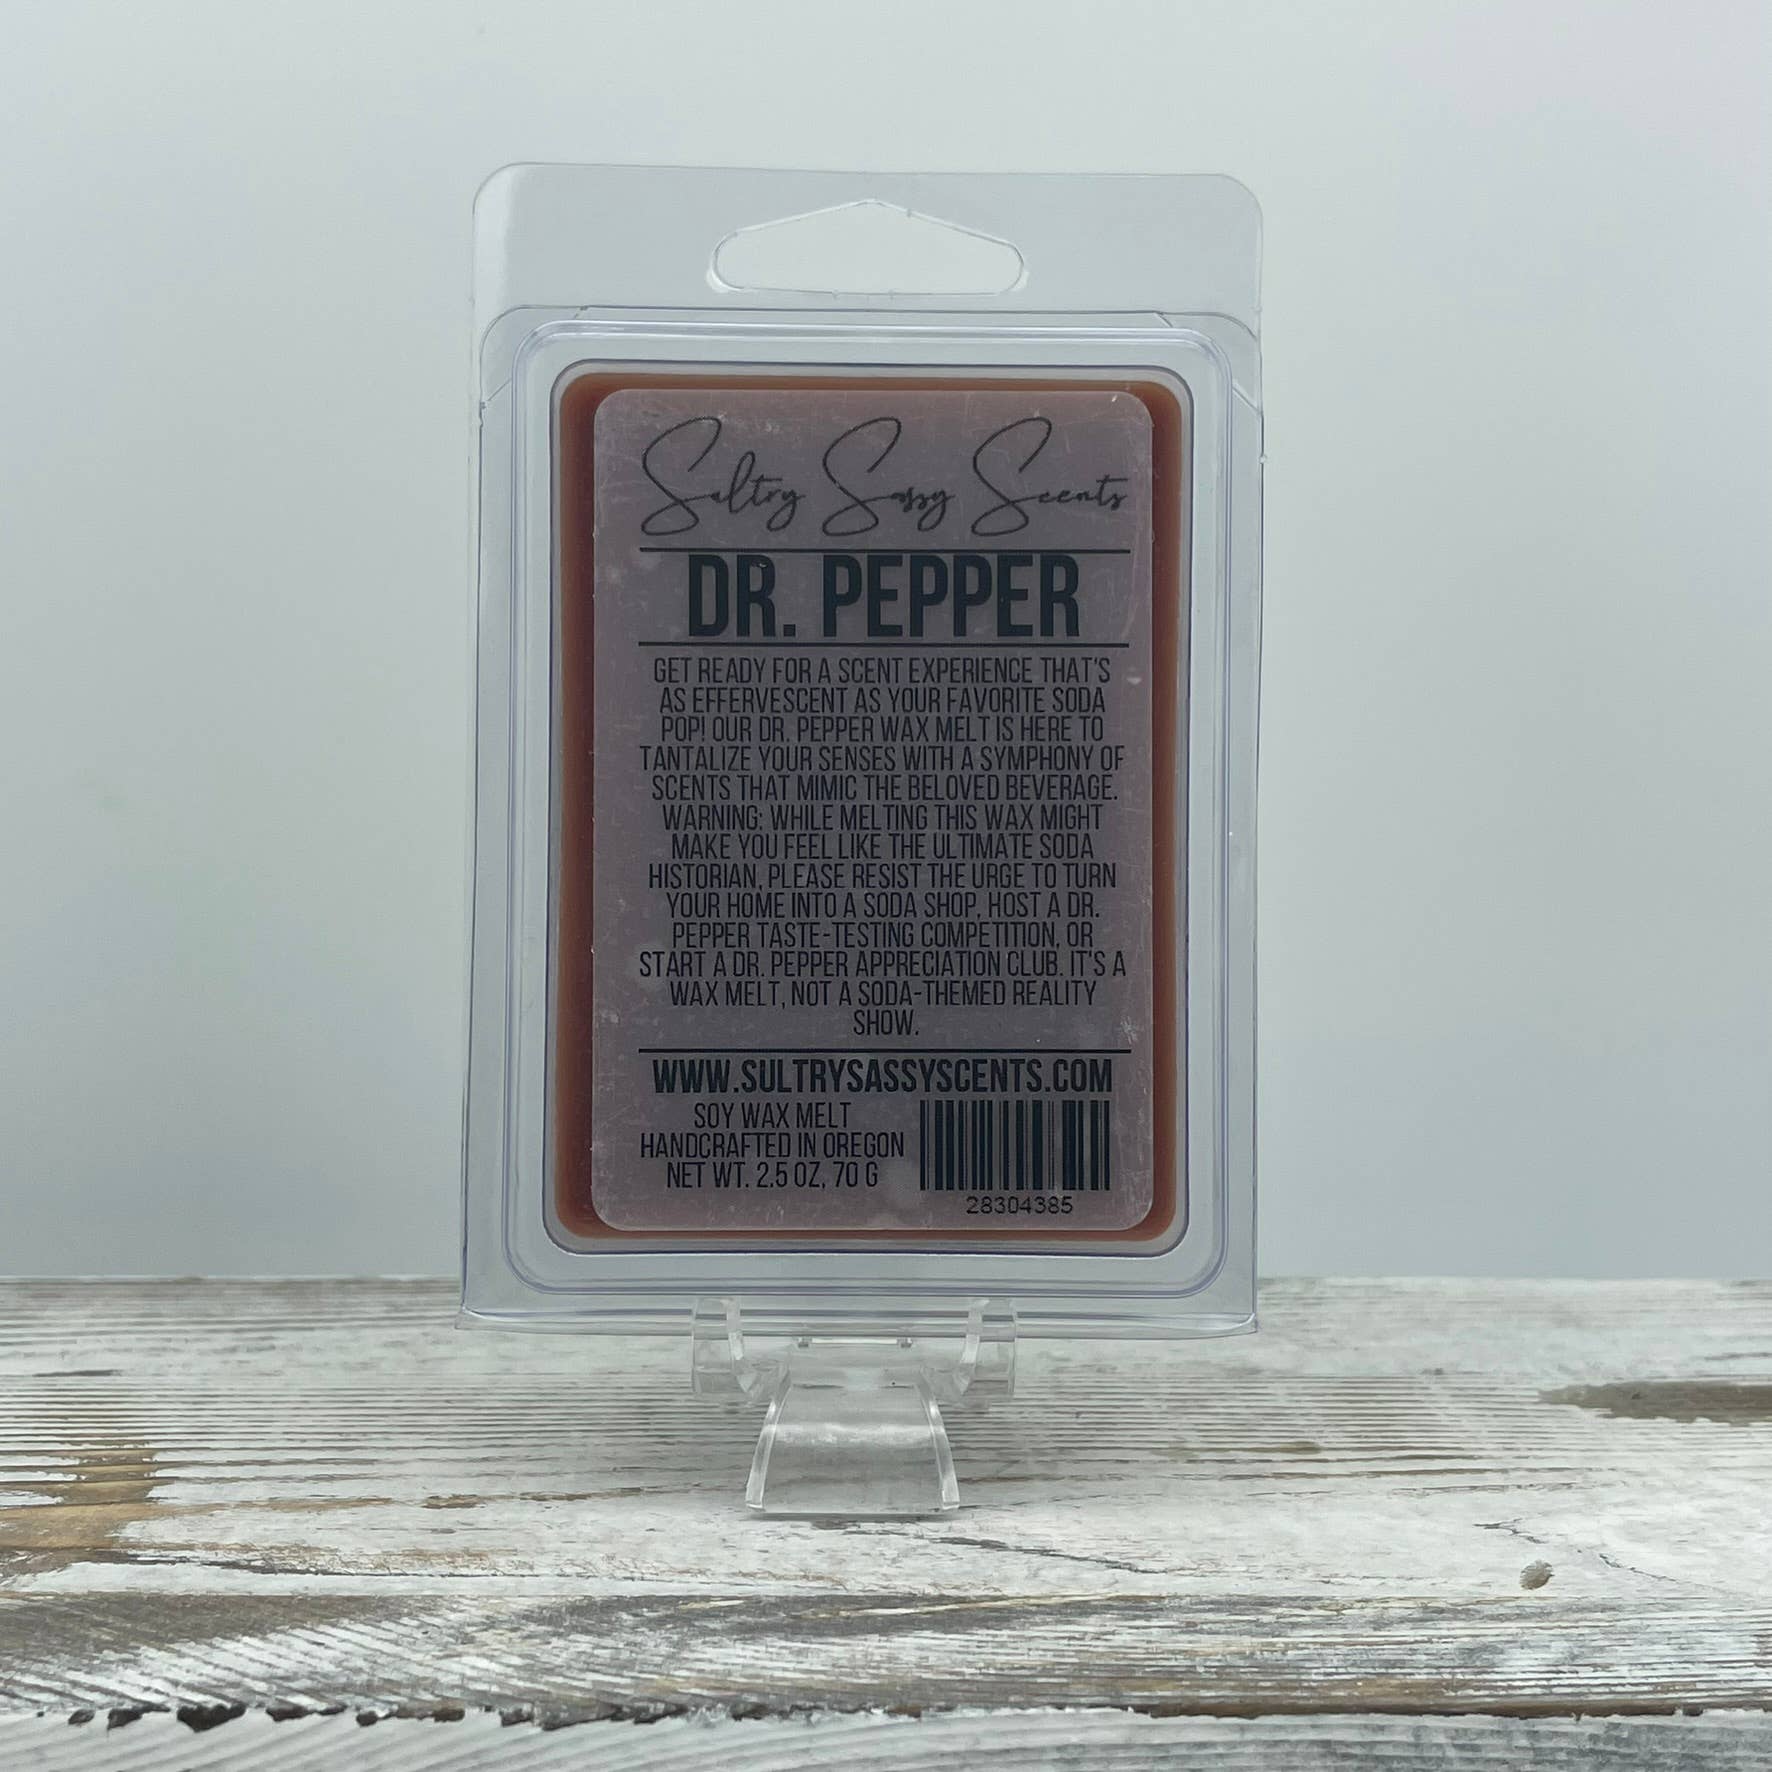 Sultry Sassy Scents
DR. PEPPER
GET READY FOR A SCENT EXPERIENCE THAT'S
AS EFFERVESCENT AS YOUR FAVORITE SODA
POP! OUR DR. PEPPER WAX MELT IS HERE TO
TANTALIZE YOUR SENSES WITH A SYMPHONY OF
SCENTS THAT MIMIC THE BELOVED BEVERAGE.
WARNING: WHILE MELTING THIS WAX MIGHT
MAKE YOU FEEL LIKE THE ULTIMATE SODA
HISTORIAN, PLEASE RESIST THE URGE TO TURN
YOUR HOME INTO A SODA SHOP, HOST A DR.
PEPPER TASTE-TESTING COMPETITION, OR
START A DR. PEPPER APPRECIATION CLUB. IT'S A
WAX MELT, NOT A SODA-THEMED REALITY
SHOW.
WWW.SULTRYSASSYSCENTS.COM
SOY WAX MELT
HANDCRAFTED IN OREGON
NET WT. 2.5 OZ, 70 G
28304385